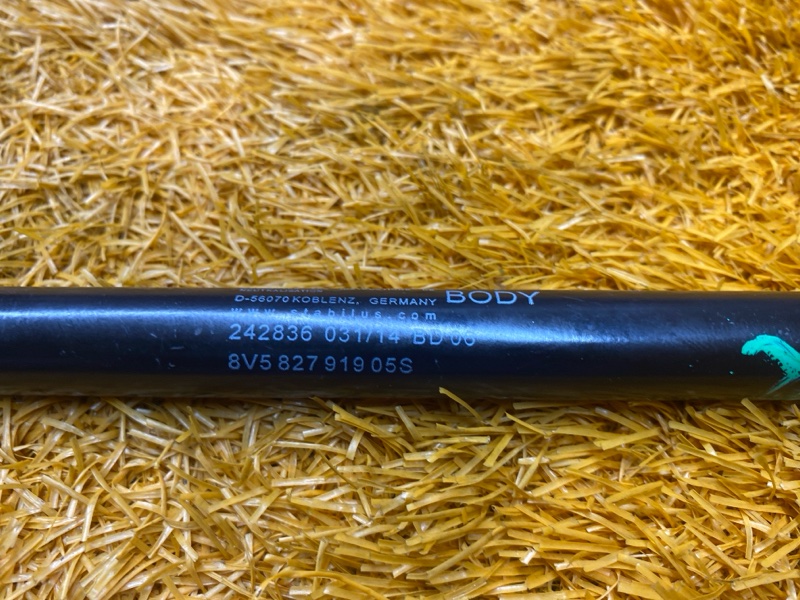 D-56070 KOBLENZ, GERMANY BODY
www.stabilus.com
242836 031/14 BD 06
8V5 827 919 05S